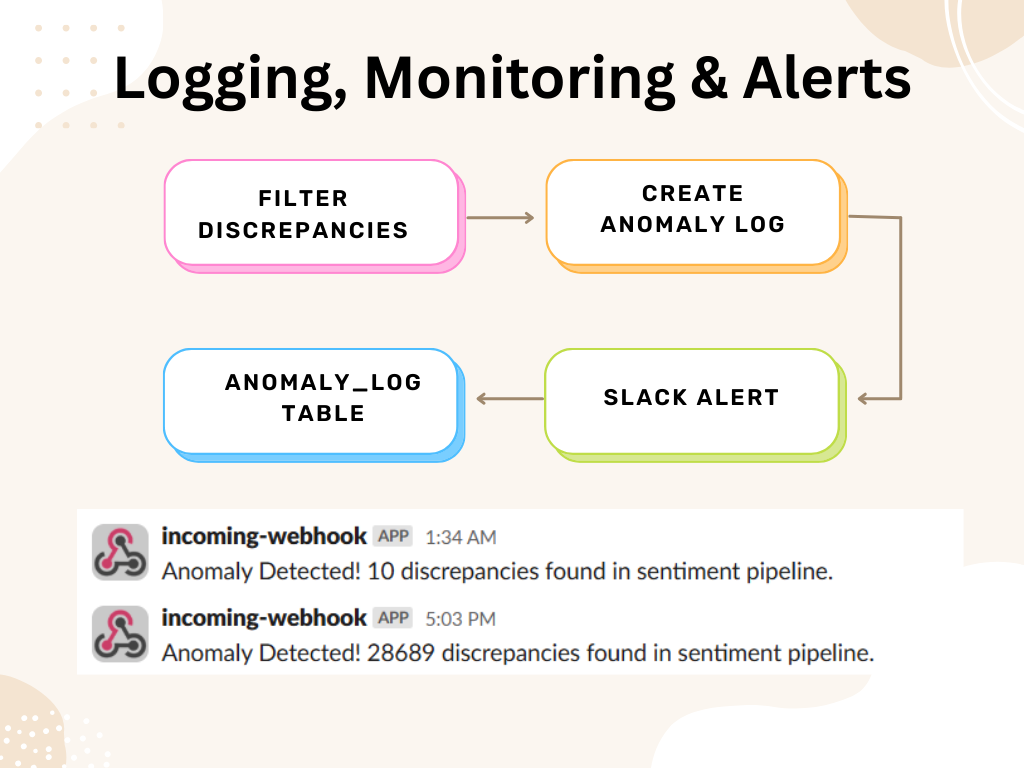 Logging, Monitoring & Alerts
FILTER
DISCREPANCIES
CREATE
ANOMALY LOG
ANOMALY_LOG
TABLE
SLACK ALERT
incoming-webhook APP 1:34 AM
Anomaly Detected! 10 discrepancies found in sentiment pipeline.
incoming-webhook APP 5:03 PM
Anomaly Detected! 28689 discrepancies found in sentiment pipeline.